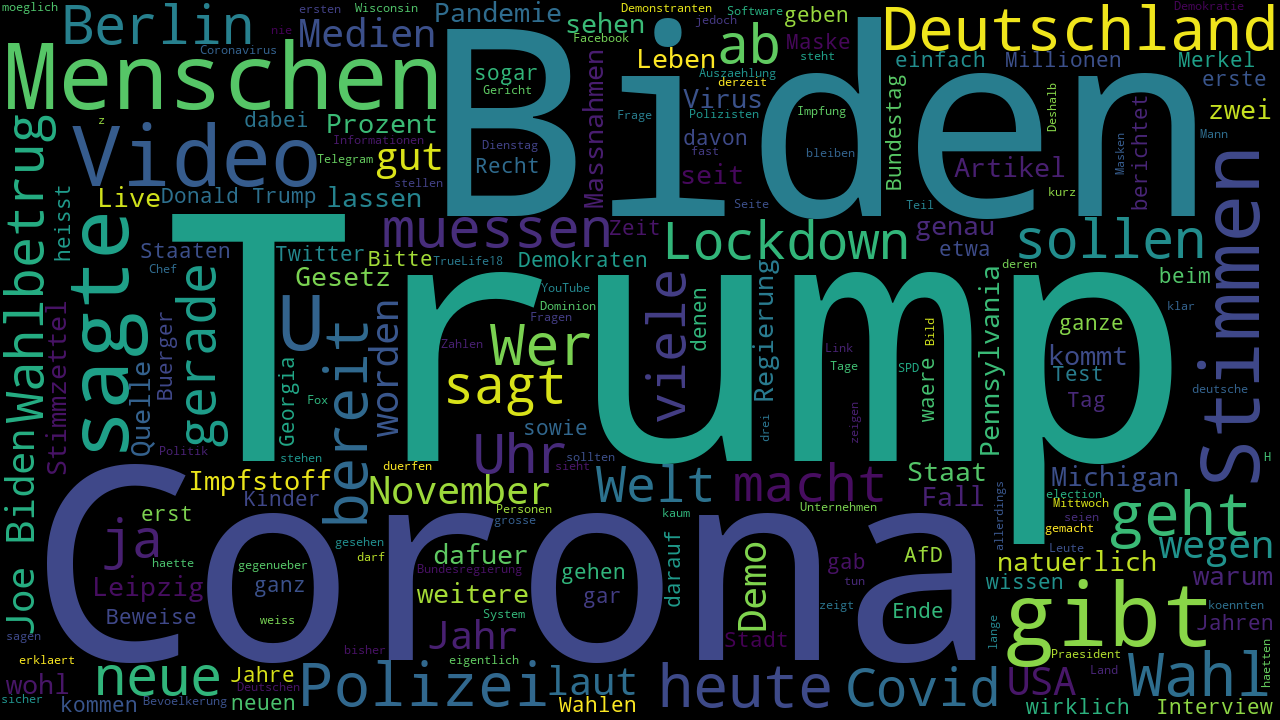 moeglich
Berlin
ersten
Wisconsin
Pandemie
Demonstranten
Software
geben
Demokratie
Medien
sehen
jedoch
nie
Coronavirus
Facebook
ab
Maske
Deutschland
Menschen
Biden
sogar
Leben
steht
einfach
Millionen
Merkel
Gericht
Auszaehlung
derzeit
erste
Virus
Impfung
Bundestag
Deshalb
zwei
z
dabei
Prozent
Massnahmen
Frage
Polizisten
berichtet
Mann
Video
Informationen
Dienstag
davon
Masken
Telegram
gut
Recht
fast
bleiben
Artikel
Wahlbetrug
stellen
seit
kurz
Live
Donald Trump
lassen
Seite
Teil
heisst
muessen
Zeit
Lockdown
genau
sollen
Stimmen
sagte
Staaten
Twitter
Bitte
TrueLife18
Demokraten
etwa
Chef
Gesetz
deren
beim
gerade
Trump
YouTube
viele
denen
Regierung
Pennsylvania
U
Dominion
klar
Stimmzettel
Quelle
Buerger
bereit
worden
Fragen
ganze
Zahlen
Wer
Link
Bild
kommt
Georgia
sagt
Tage
SPD
waere
Test
deutsche
Fox
Tag
drei
zeigen
sowie
Joe Biden
Politik
stehen
Uhr
sollten
H
duerfen
sieht
Welt
macht
Staat
Michigan
Impfstoff
November
Kinder
Fall
election
Corona
Personen
Unternehmen
Mittwoch
erst
grosse
kaum
allerdings
seien
geht
ja
gesehen
gemacht
haette
darf
dafuer
darauf
Demo
AfD
Leute
wegen
gegenueber
Bundesregierung
gehen
gab
natuerlich
Leipzig
ganz
weitere
gar
tun
wissen
warum
Beweise
weiss
System
zeigt
Ende
gibt
koennten
sagen
Jahr
Stadt
lange
Jahren
erklaert
bisher
eigentlich
Praesident
haetten
wohl
neue
Jahre
Polizei
laut
heute
Covid
USA
Land
Wahl
Deutschen
sicher
kommen
Bevoelkerung
neuen
Wahlen
wirklich
Interview